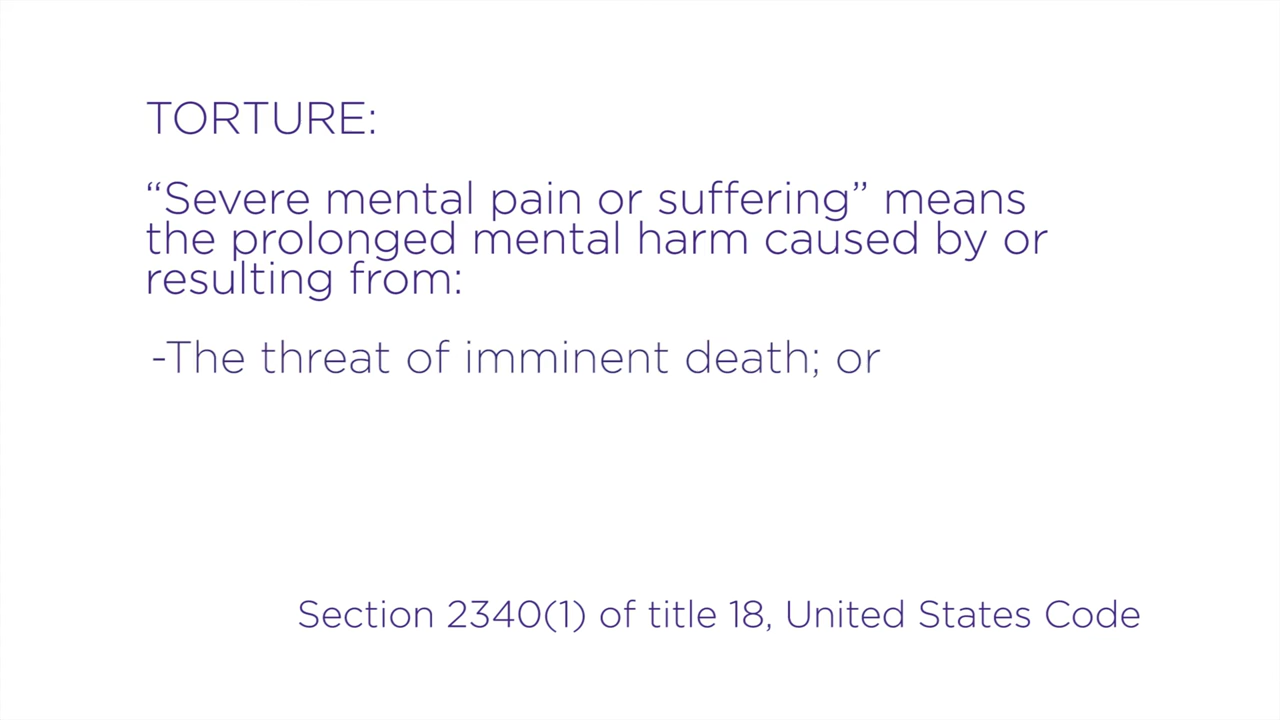 TORTURE:
“Severe mental pain or suffering” means
the prolonged mental harm caused by or
resulting from:
-The threat of imminent death; or
Section 2340(1) of title 18, United States Code